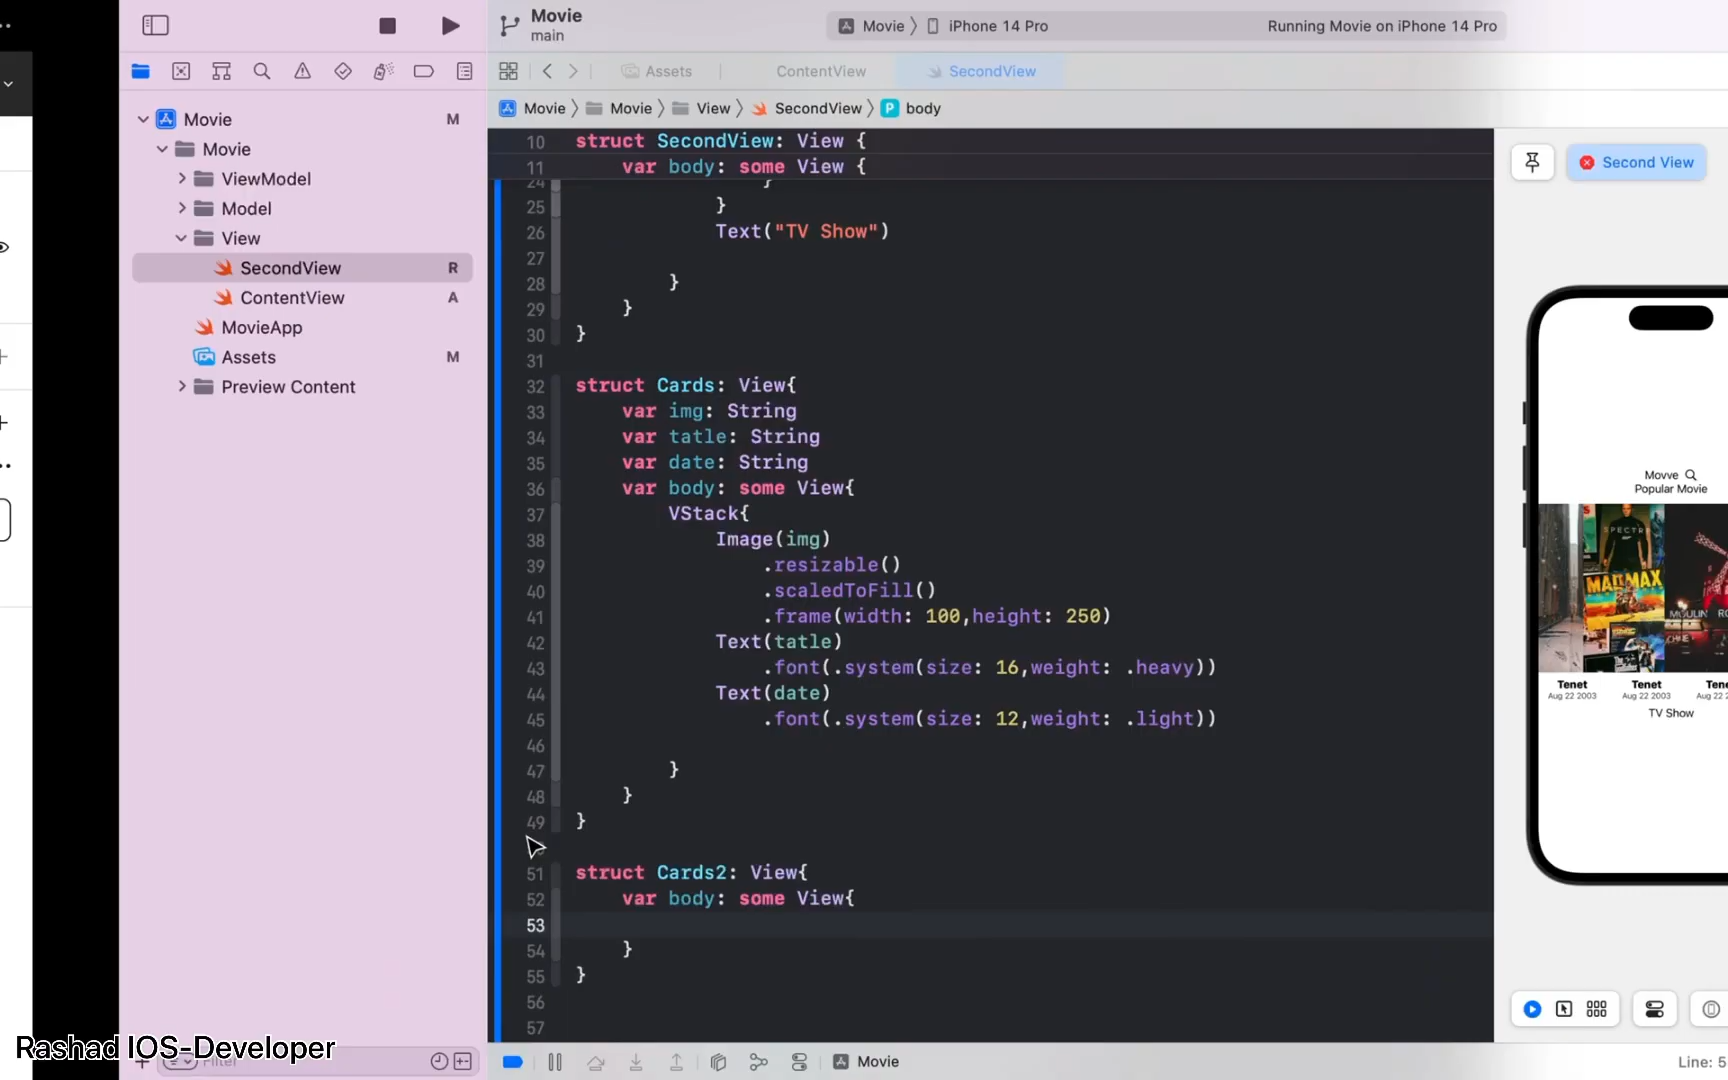 Movie
main
Movie
iPhone 14 Pro
Running Movie on iPhone 14 Pro
Assets
ContentView
SecondView
Movie
Movie
View
SecondView
body
Movie M
Movie
ViewModel
Model
View
SecondView R
ContentView A
MovieApp
Assets M
Preview Content
10 struct SecondView: View {
11 var body: some View {
24 }
25 }
26 Text("TV Show")
27
28 }
29 }
30 }
31
32 struct Cards: View{
33 var img: String
34 var tatle: String
35 var date: String
36 var body: some View{
37 VStack{
38 Image(img)
39 .resizable()
40 .scaledToFill()
41 .frame(width: 100,height: 250)
42 Text(tatle)
43 .font(.system(size: 16,weight: .heavy))
44 Text(date)
45 .font(.system(size: 12,weight: .light))
46
47 }
48 }
49 }
51 struct Cards2: View{
52 var body: some View{
53
54 }
55 }
56
57
Second View
Movve
Popular Movie
SPECTRE
MAD MAX
MOULIN
Tenet
Aug 22 2003
Tenet
Aug 22 2003
Tene
Aug 22 2
TV Show
Rashad IOS-Developer
Filter
Movie
Line: 5